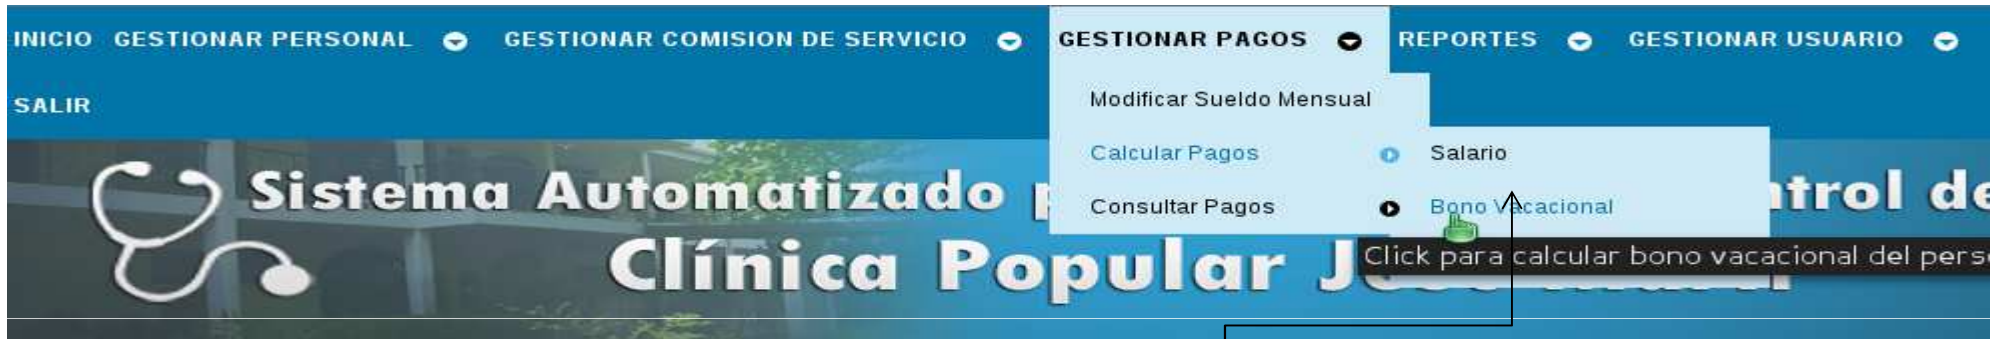 INICIO GESTIONAR PERSONAL GESTIONAR COMISION DE SERVICIO GESTIONAR PAGOS REPORTES GESTIONAR USUARIO
SALIR
Modificar Sueldo Mensual
Calcular Pagos
Salario
Consultar Pagos
Bono Vacacional
Click para calcular bono vacacional del
Sistema Automatizado
de
Clínica Popular